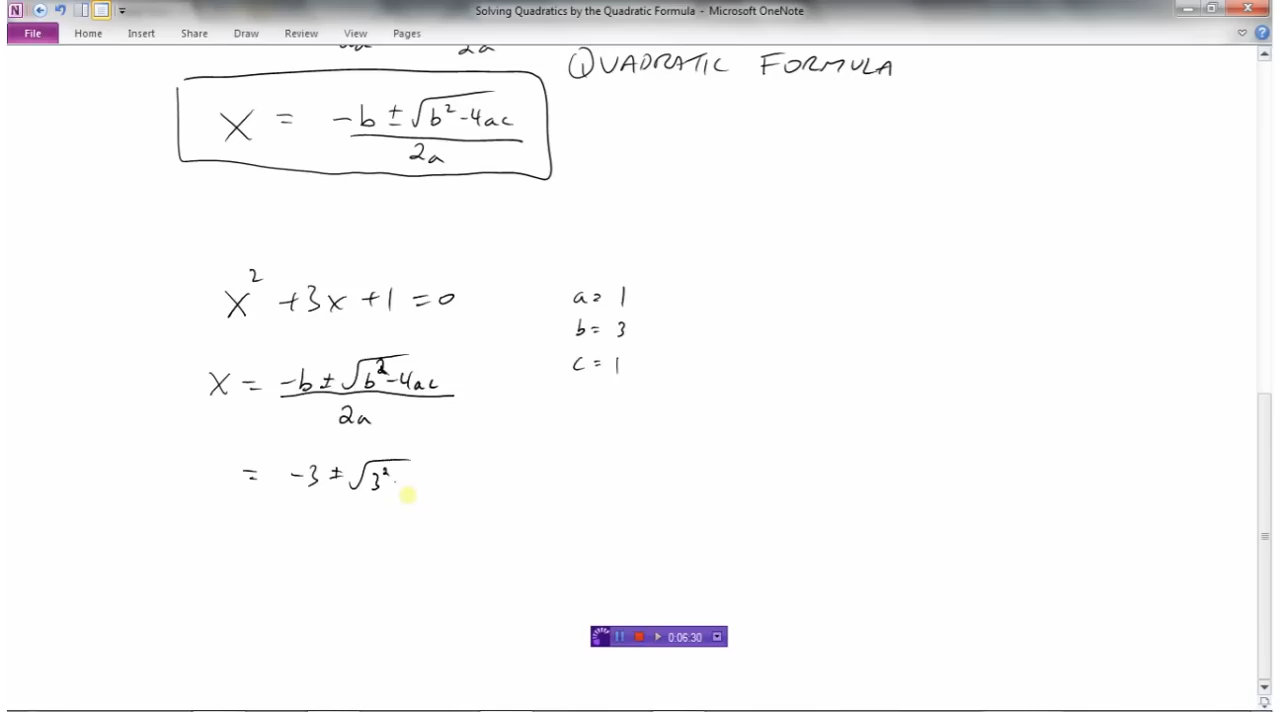 Solving Quadratics by the Quadratic Formula - Microsoft OneNote
File Home Insert Share Draw Review View Pages
2a
QUADRATIC FORMULA
X = -b ± √b² -4ac
2a
x² +3x +1 =0
a= 1
b= 3
c= 1
X = -b ± √b² -4ac
2a
= -3 ± √3²
0:06:30